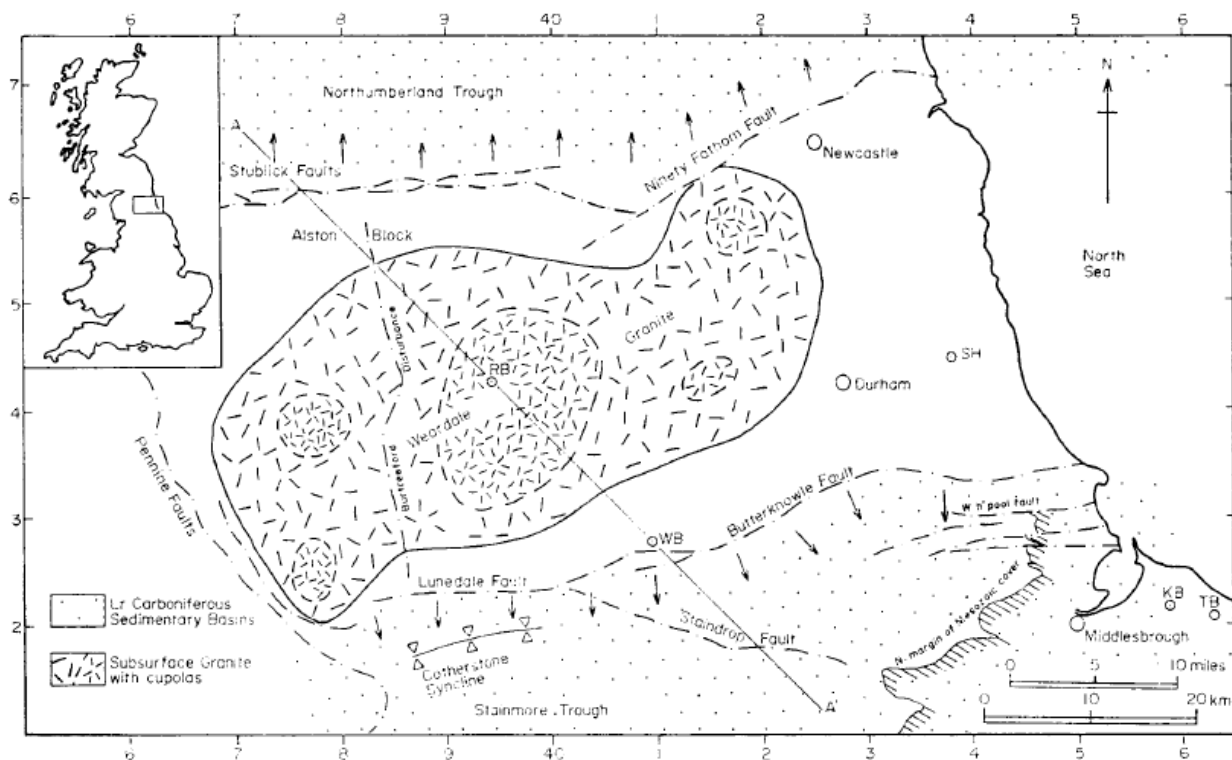 6 7 8 9 40 1 2 3 4 5 6
7
6
5
4
3
2
N
Northumberland Trough
A
Stublick Faults
Ninety Fathom Fault
Newcastle
Alston Block
North
Sea
Granite
Disturbance
RB
SH
Durham
Weardale
Burtreeford
Pennine Faults
Butterknowle Fault
W h'pool fault
WB
Lunedale Fault
KB
TB
Staindrop Fault
N-margin of Mesozoic cover
Middlesbrough
Cotherstone
Syncline
Stainmore Trough
A'
Lr Carboniferous
Sedimentary Basins
Subsurface Granite
with cupolas
0 5 10 miles
0 10 20 km
6 7 8 9 40 1 2 3 4 5 6